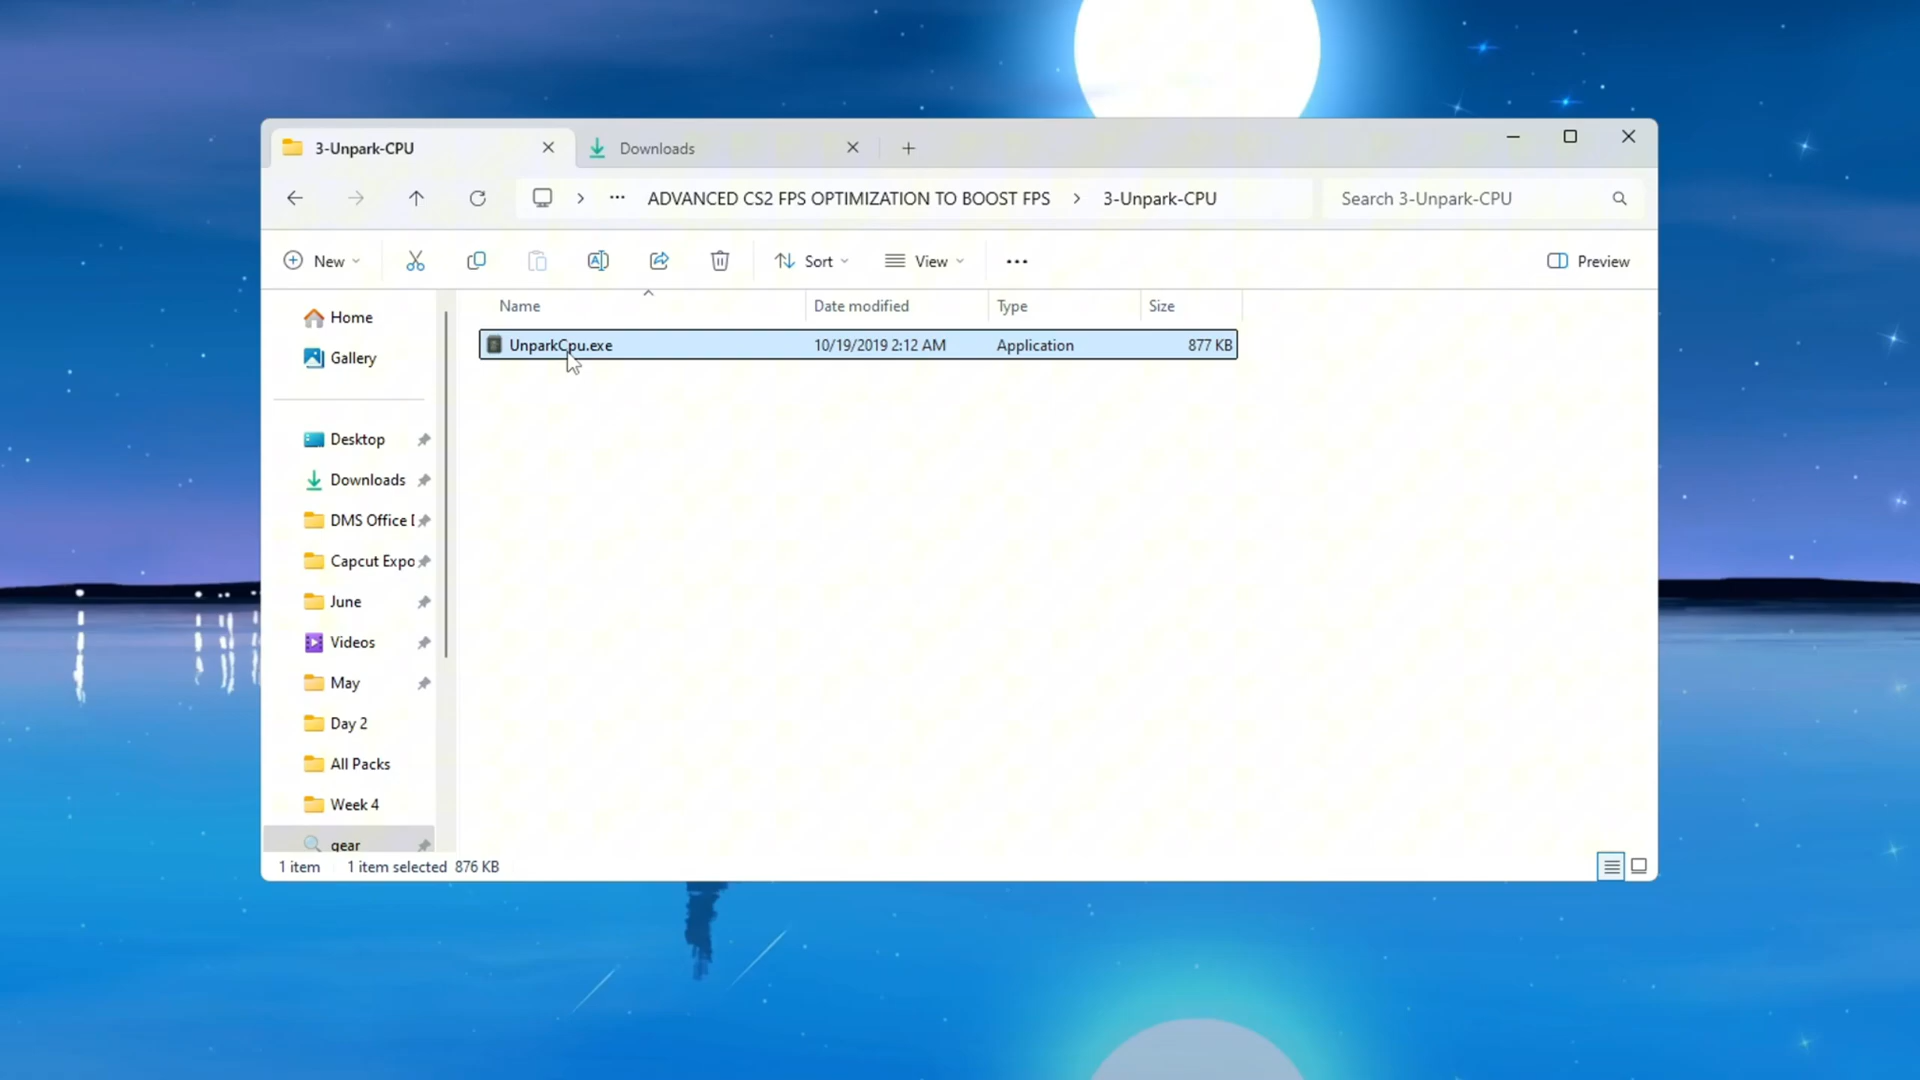 3-Unpark-CPU
Downloads
ADVANCED CS2 FPS OPTIMIZATION TO BOOST FPS > 3-Unpark-CPU
Search 3-Unpark-CPU
New
Sort
View
Preview
Name
Date modified
Type
Size
UnparkCpu.exe
10/19/2019 2:12 AM
Application
877 KB
Home
Gallery
Desktop
Downloads
DMS Office
Capcut Expo
June
Videos
May
Day 2
All Packs
Week 4
gear
1 item
1 item selected 876 KB